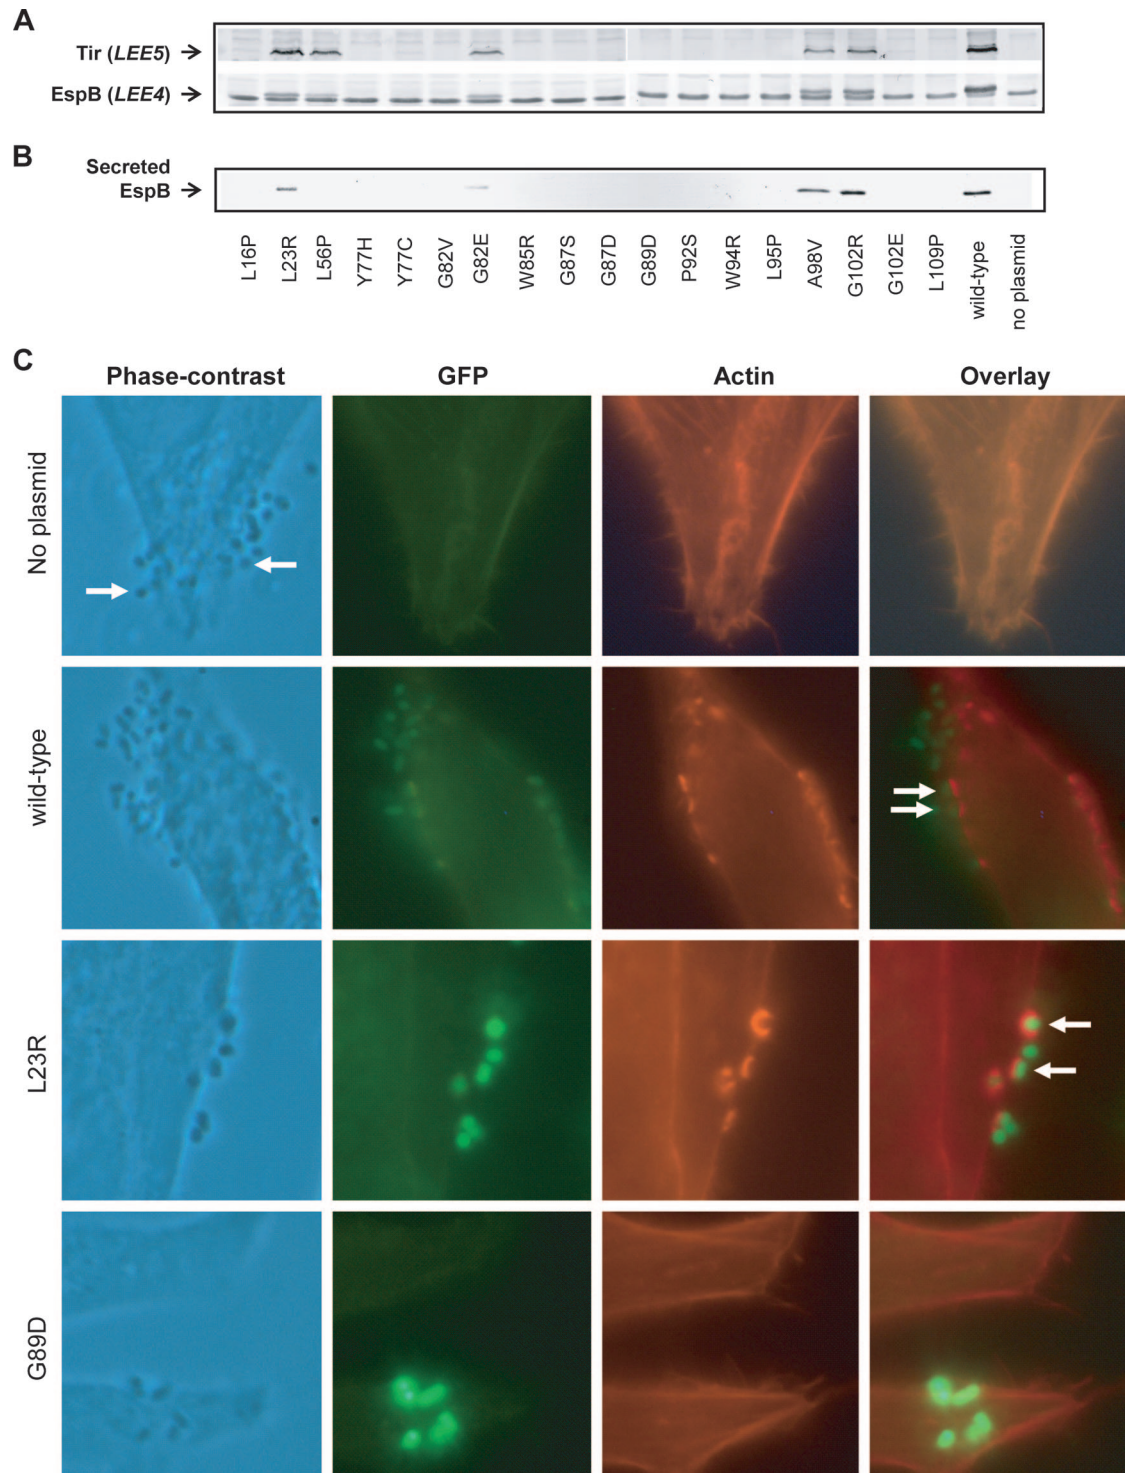 A
Tir (LEE5)
EspB (LEE4)
B
Secreted
EspB
L16P
L23R
L56P
Y77H
Y77C
G82V
G82E
W85R
G87S
G87D
G89D
P92S
W94R
L95P
A98V
G102R
G102E
L109P
wild-type
no plasmid
C
Phase-contrast
GFP
Actin
Overlay
No plasmid
wild-type
L23R
G89D